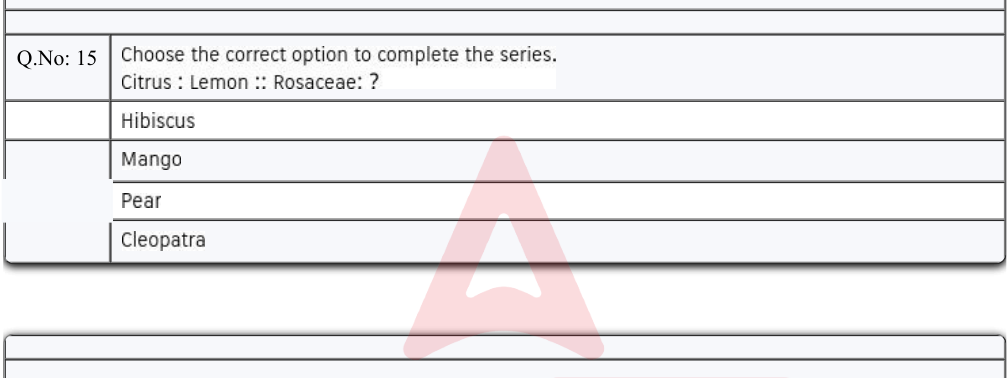 Q.No: 15
Choose the correct option to complete the series.
Citrus : Lemon :: Rosaceae: ?
Hibiscus
Mango
Pear
Cleopatra